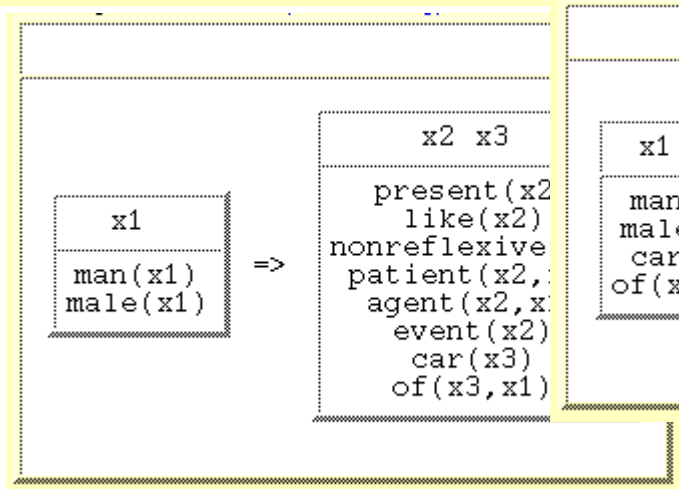 x1
man(x1)
male(x1)
=>
x2 x3
present(x2
like(x2)
nonreflexive
patient(x2,
agent(x2,x
event(x2)
car(x3)
of(x3,x1)
x1
man
male
car
of(x